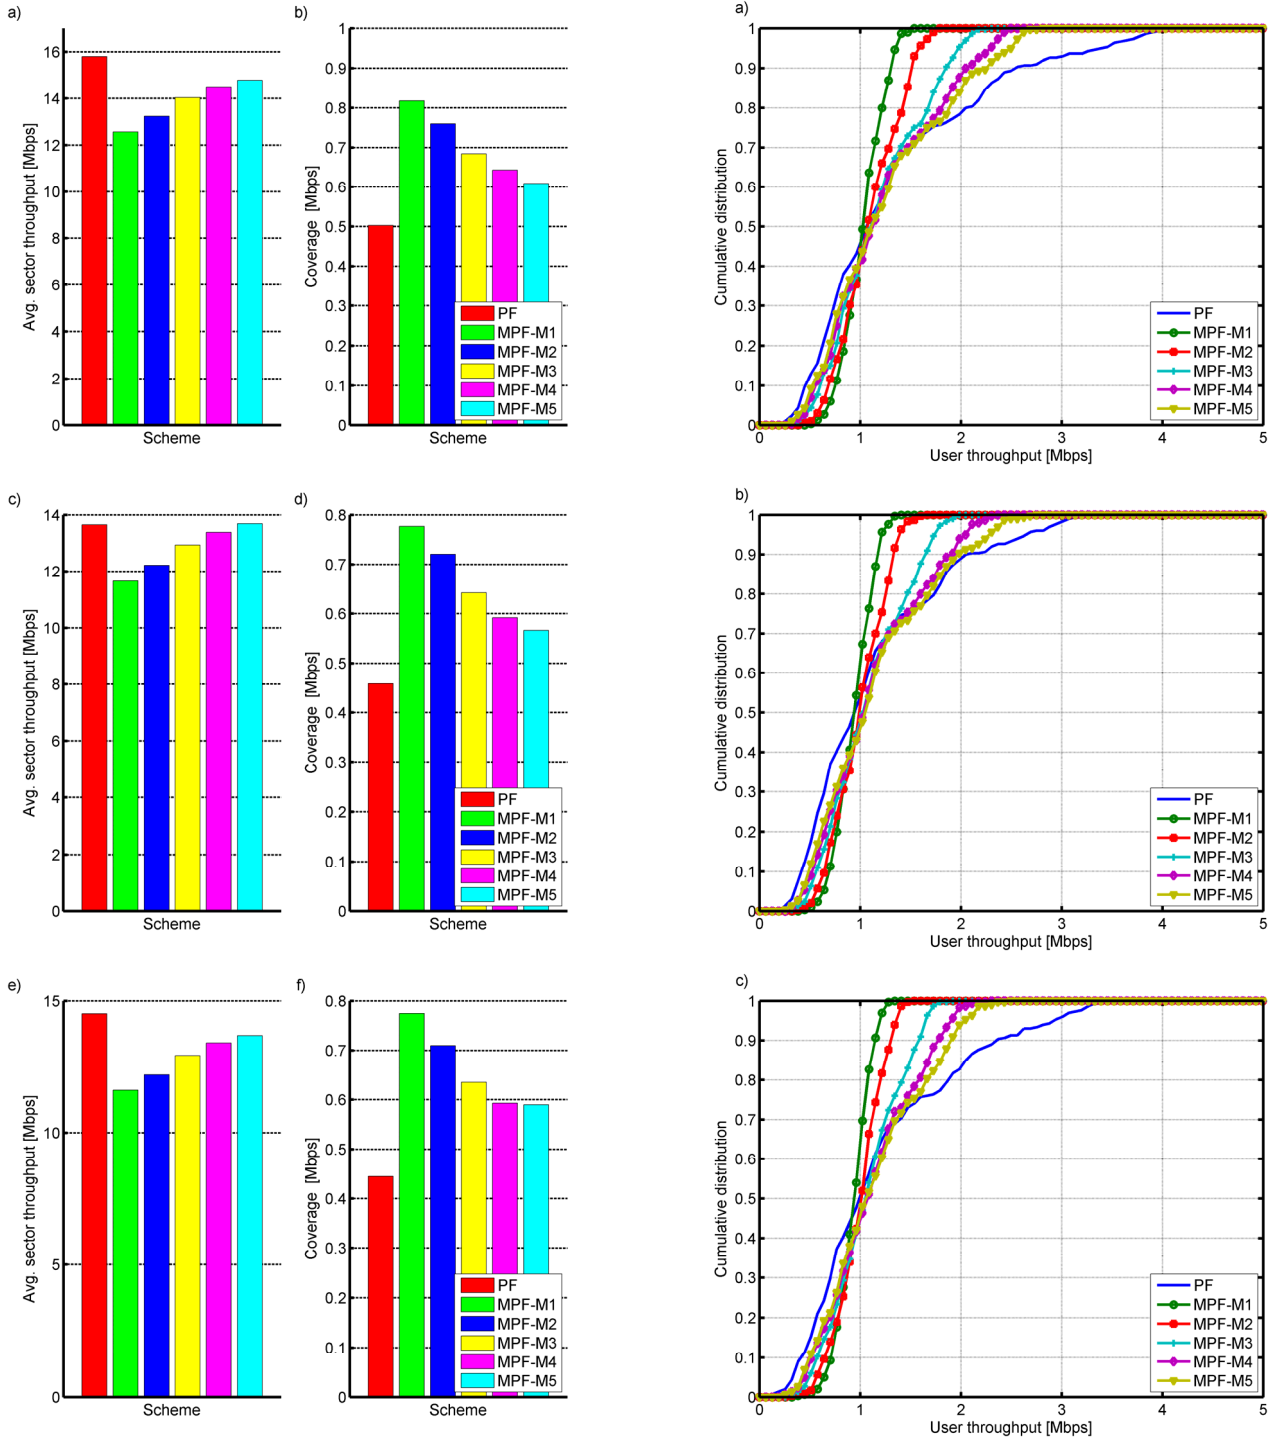 a)
16
14
12
10
8
6
4
2
0
Avg. sector throughput [Mbps]
Scheme
b)
1
0.9
0.8
0.7
0.6
0.5
0.4
0.3
0.2
0.1
0
Coverage [Mbps]
PF
MPF-M1
MPF-M2
MPF-M3
MPF-M4
MPF-M5
Scheme
a)
1
0.9
0.8
0.7
0.6
0.5
0.4
0.3
0.2
0.1
0
Cumulative distribution
PF
MPF-M1
MPF-M2
MPF-M3
MPF-M4
MPF-M5
0 1 2 3 4 5
User throughput [Mbps]
c)
14
12
10
8
6
4
2
0
Avg. sector throughput [Mbps]
Scheme
d)
0.8
0.7
0.6
0.5
0.4
0.3
0.2
0.1
0
Coverage [Mbps]
PF
MPF-M1
MPF-M2
MPF-M3
MPF-M4
MPF-M5
Scheme
b)
1
0.9
0.8
0.7
0.6
0.5
0.4
0.3
0.2
0.1
0
Cumulative distribution
PF
MPF-M1
MPF-M2
MPF-M3
MPF-M4
MPF-M5
0 1 2 3 4 5
User throughput [Mbps]
e)
15
10
5
0
Avg. sector throughput [Mbps]
Scheme
f)
0.8
0.7
0.6
0.5
0.4
0.3
0.2
0.1
0
Coverage [Mbps]
PF
MPF-M1
MPF-M2
MPF-M3
MPF-M4
MPF-M5
Scheme
c)
1
0.9
0.8
0.7
0.6
0.5
0.4
0.3
0.2
0.1
0
Cumulative distribution
PF
MPF-M1
MPF-M2
MPF-M3
MPF-M4
MPF-M5
0 1 2 3 4 5
User throughput [Mbps]